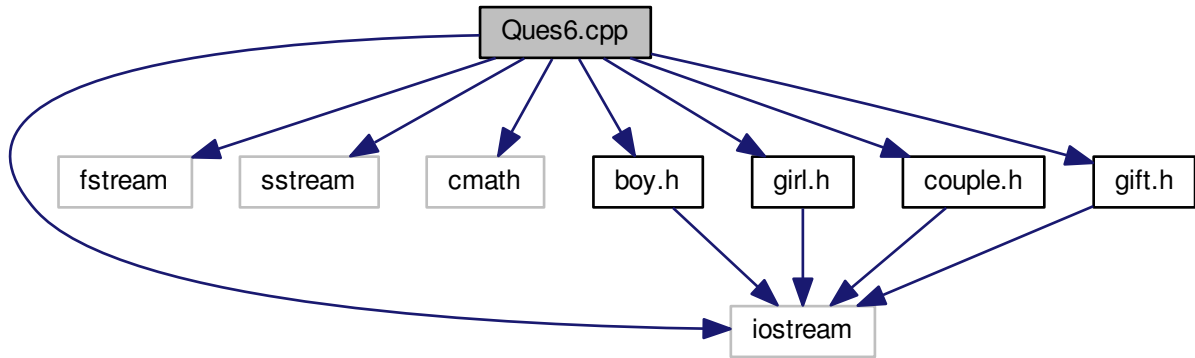 Ques6.cpp
fstream
sstream
cmath
boy.h
girl.h
couple.h
gift.h
iostream